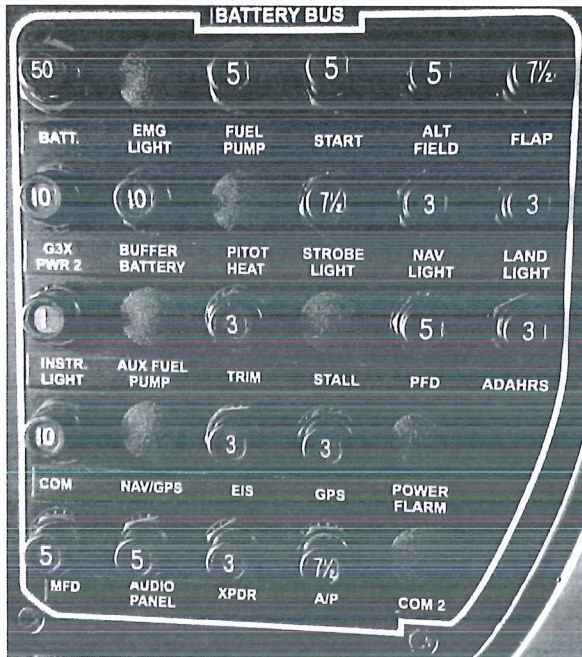 BATTERY BUS
50 5 5 5 7½
BATT. EMG LIGHT FUEL PUMP START ALT FIELD FLAP
10 10 7½ 3 3
G3X PWR 2 BUFFER BATTERY PITOT HEAT STROBE LIGHT NAV LIGHT LAND LIGHT
1 3 5 3
INSTR. LIGHT AUX FUEL PUMP TRIM STALL PFD ADAHRS
10 3 3
COM NAV/GPS EIS GPS POWER FLARM
5 5 3 7½
MFD AUDIO PANEL XPDR A/P COM 2